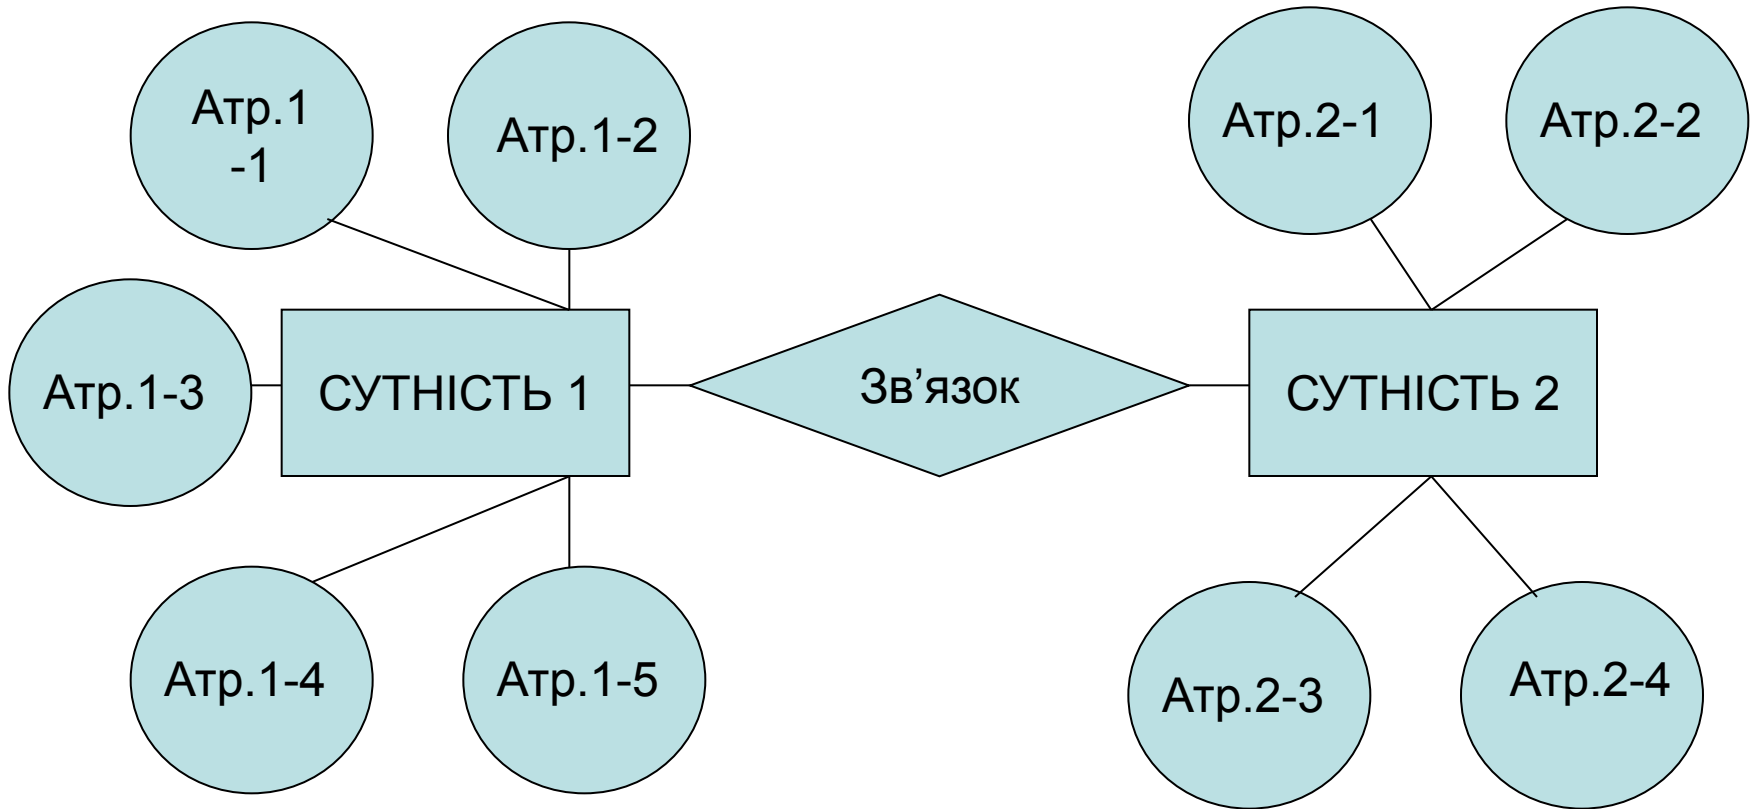 Атр.1
-1
Атр.1-2
Атр.2-1
Атр.2-2
Атр.1-3
СУТНІСТЬ 1
Зв’язок
СУТНІСТЬ 2
Атр.1-4
Атр.1-5
Атр.2-3
Атр.2-4